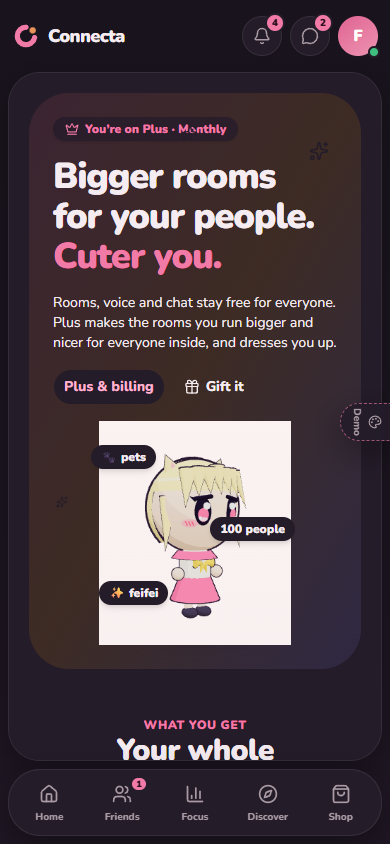 Connecta
4
2
F
You're on Plus · Monthly
Bigger rooms
for your people.
Cuter you.
Rooms, voice and chat stay free for everyone.
Plus makes the rooms you run bigger and
nicer for everyone inside, and dresses you up.
Plus & billing
Gift it
Demo
pets
100 people
feifei
WHAT YOU GET
Your whole
1
Home
Friends
Focus
Discover
Shop